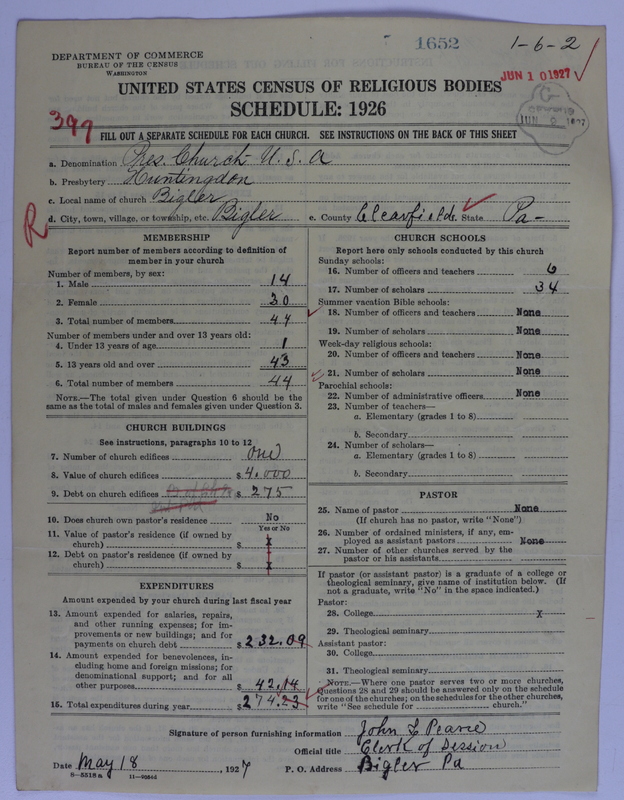 1652
1-6-2
DEPARTMENT OF COMMERCE
BUREAU OF THE CENSUS
WASHINGTON
JUN 10 1927
UNITED STATES CENSUS OF RELIGIOUS BODIES
SCHEDULE: 1926
397
FILL OUT A SEPARATE SCHEDULE FOR EACH CHURCH. SEE INSTRUCTIONS ON THE BACK OF THIS SHEET
a. Denomination Pres. Church U. S. A
b. Presbytery Huntingdon
c. Local name of church Bigler
d. City, town, village, or township, etc. Bigler e. County Clearfield State Pa-
R
MEMBERSHIP
Report number of members according to definition of
member in your church
Number of members, by sex:
1. Male 14
2. Female 30
3. Total number of members 44
Number of members under and over 13 years old:
4. Under 13 years of age 1
5. 13 years old and over 43
6. Total number of members 44
NOTE.—The total given under Question 6 should be
same as the total of males and females given under Question 3.
CHURCH BUILDINGS
See instructions, paragraphs 10 to 12
7. Number of church edifices one
8. Value of church edifices $ 4,000
9. Debt on church edifices $ 275
10. Does church own pastor's residence No
Yes or No
11. Value of pastor's residence (if owned by
church) $ X
12. Debt on pastor's residence (if owned by
church) $ X
EXPENDITURES
Amount expended by your church during last fiscal year
13. Amount expended for salaries, repairs,
and other running expenses; for im-
provements or new buildings; and for
payments on church debt $ 232.09
14. Amount expended for benevolences, in-
cluding home and foreign missions; for
denominational support; and for all
other purposes $ 42.14
15. Total expenditures during year $ 274.23
CHURCH SCHOOLS
Report here only schools conducted by this church
Sunday schools:
16. Number of officers and teachers 6
17. Number of scholars 34
Summer vacation Bible schools:
18. Number of officers and teachers None
19. Number of scholars None
Week-day religious schools:
20. Number of officers and teachers None
21. Number of scholars None
Parochial schools:
22. Number of administrative officers None
23. Number of teachers—
a. Elementary (grades 1 to 8)
b. Secondary
24. Number of scholars—
a. Elementary (grades 1 to 8)
b. Secondary
PASTOR
25. Name of pastor None
(If church has no pastor, write "None")
26. Number of ordained ministers, if any, em-
ployed as assistant pastors None
27. Number of other churches served by the
pastor or his assistants
If pastor (or assistant pastor) is a graduate of a college or
theological seminary, give name of institution below. (If
not a graduate, write "No" in the space indicated.)
Pastor:
28. College X
29. Theological seminary
Assistant pastor:
30. College
31. Theological seminary
NOTE.—Where one pastor serves two or more churches,
Questions 28 and 29 should be answered only on the schedule
for one of the churches; on the schedules for the other churches,
write "See schedule for church."
Signature of person furnishing information John L Pearce
Official title Clerk of Session
Date May 18, 1927 P. O. Address Bigler Pa
8-5518a